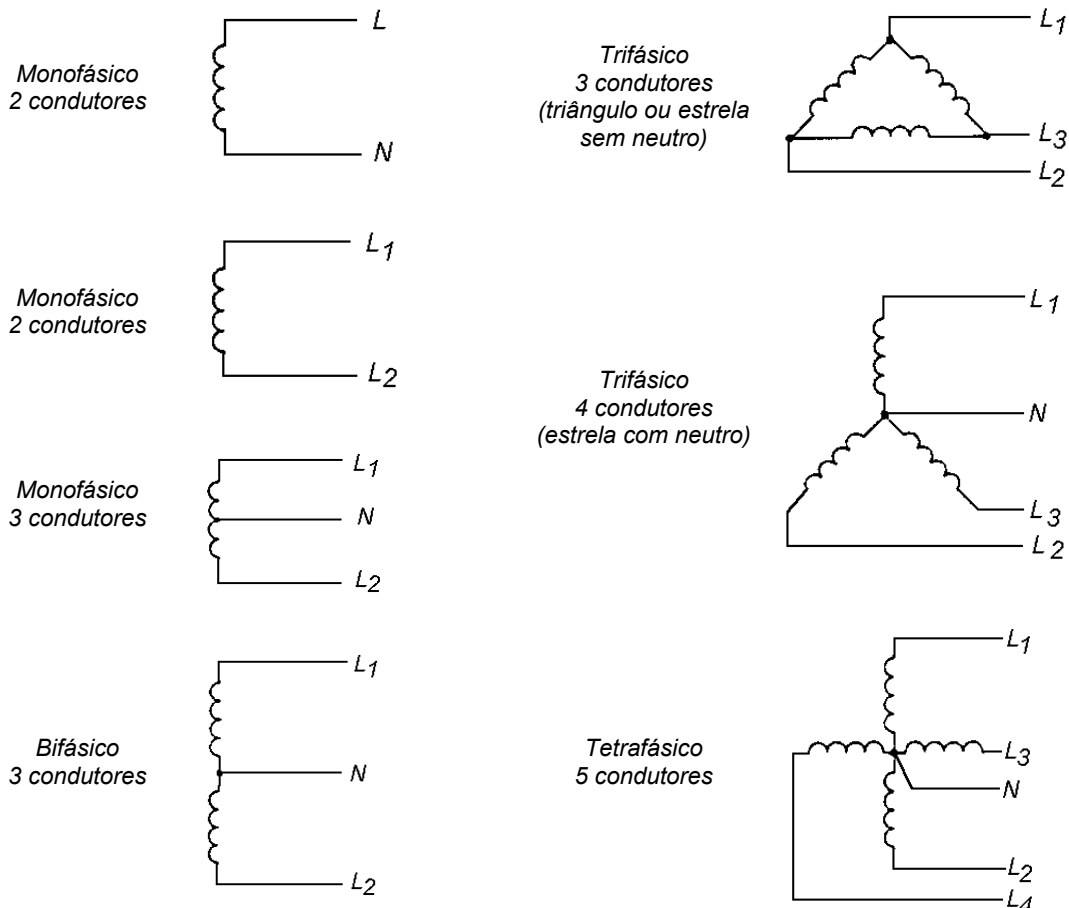 Monofásico
2 condutores
L
N
Monofásico
2 condutores
L1
L2
Monofásico
3 condutores
L1
N
L2
Bifásico
3 condutores
L1
N
L2
Trifásico
3 condutores
(triângulo ou estrela
sem neutro)
L1
L3
L2
Trifásico
4 condutores
(estrela com neutro)
L1
N
L3
L2
Tetrafásico
5 condutores
L1
L3
N
L2
L4